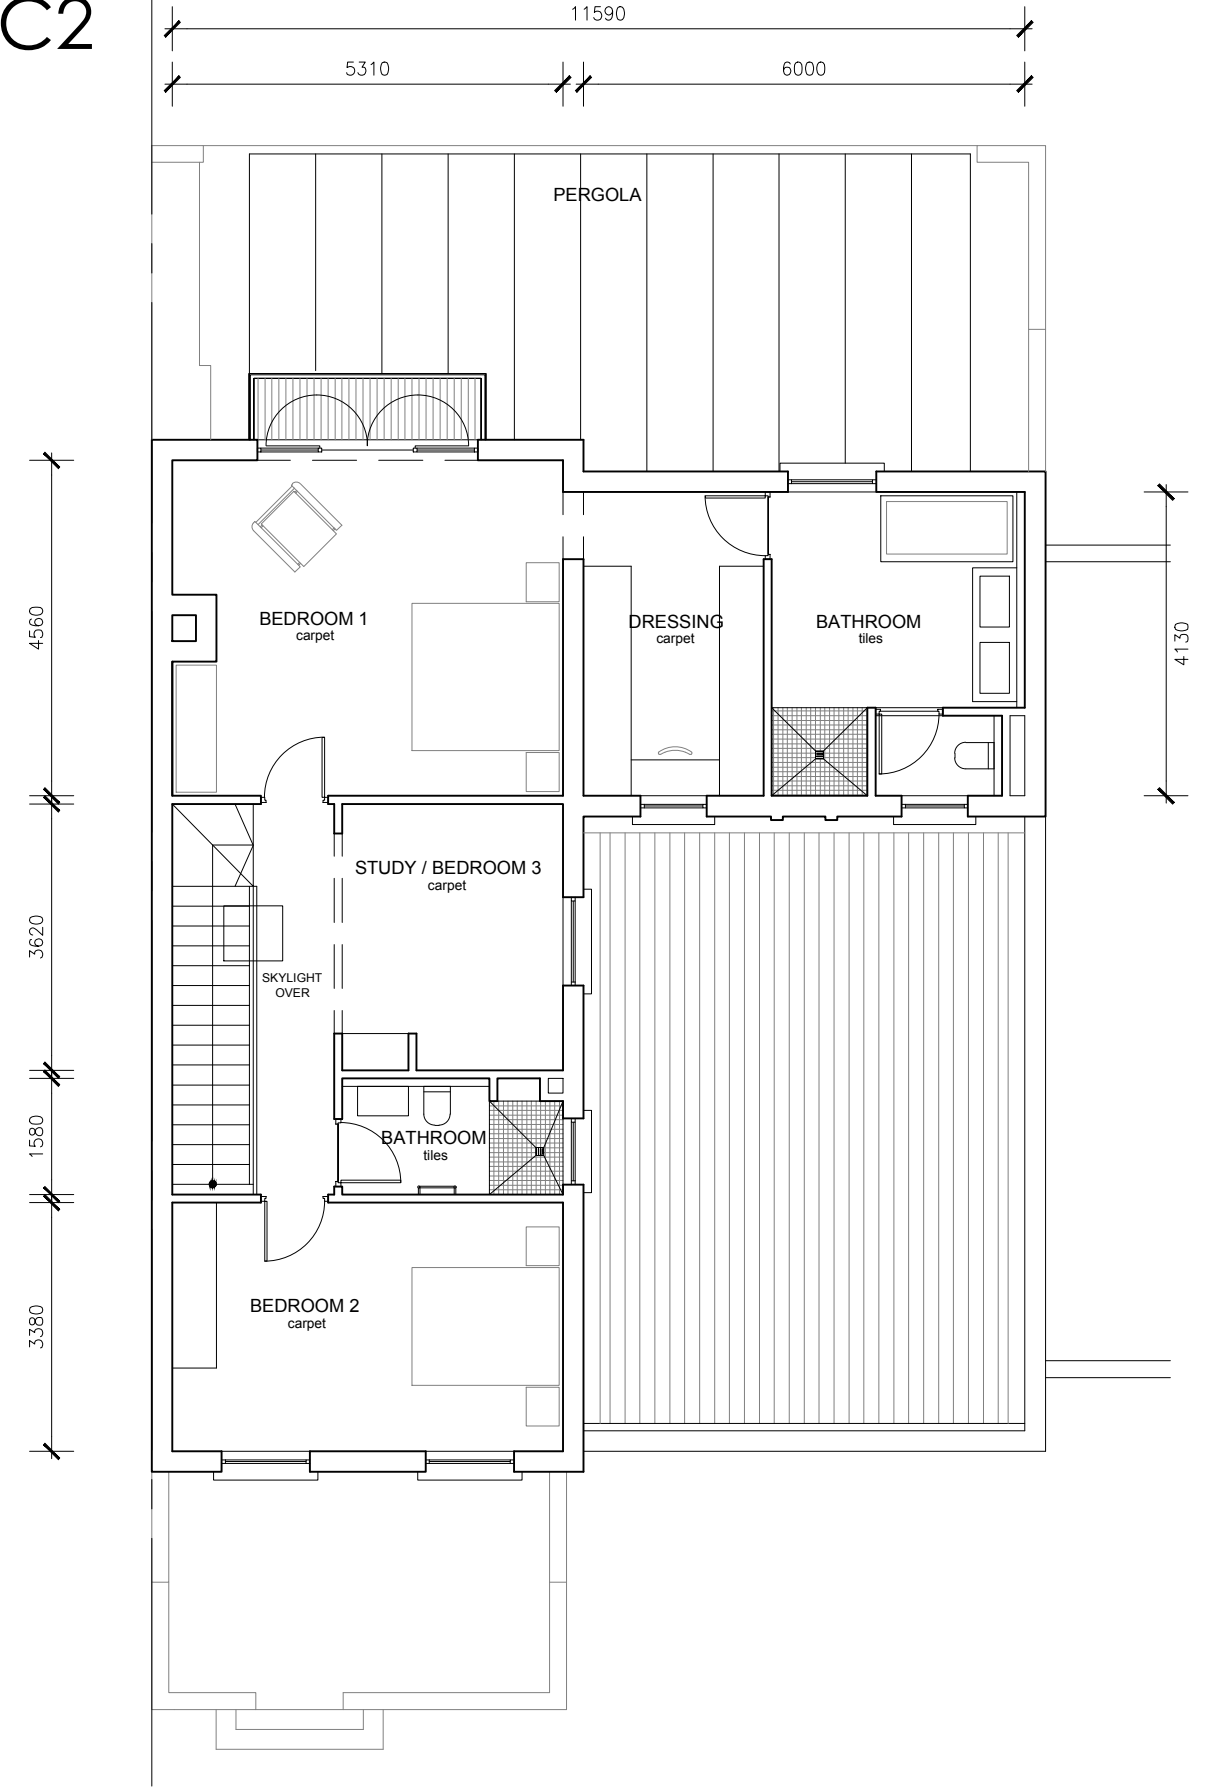 C2
11590
5310
6000
PERGOLA
4560
BEDROOM 1
carpet
DRESSING
carpet
BATHROOM
tiles
4130
STUDY / BEDROOM 3
carpet
3620
SKYLIGHT
OVER
1580
BATHROOM
tiles
BEDROOM 2
carpet
3380